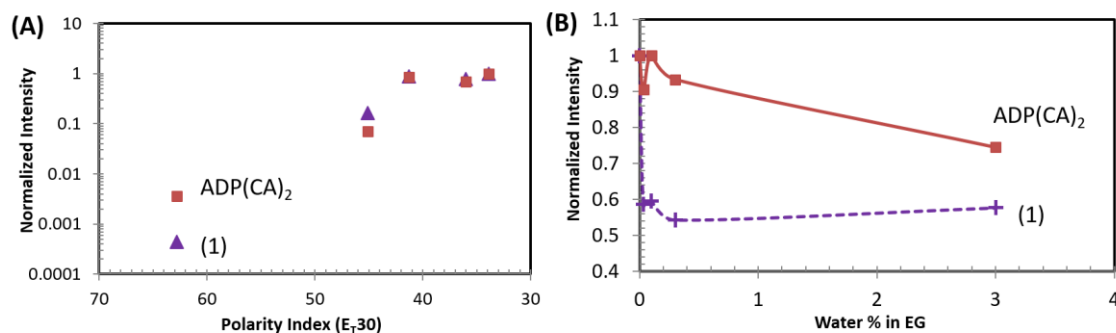 (A)
Normalized Intensity
10
1
0.1
0.01
0.001
0.0001
ADP(CA)₂
(1)
70 60 50 40 30
Polarity Index (E_T30)
(B)
Normalized Intensity
1.1
1
0.9
0.8
0.7
0.6
0.5
0.4
ADP(CA)₂
(1)
0 1 2 3 4
Water % in EG